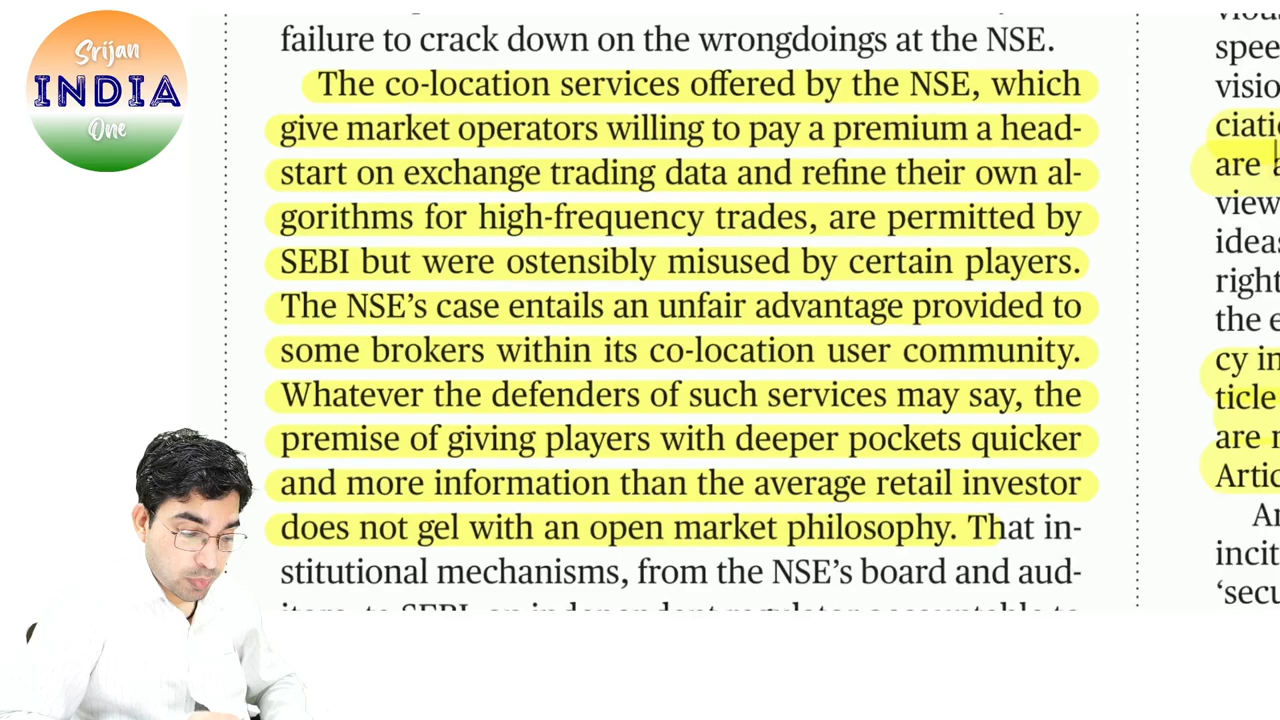 Srijan
INDIA
One
failure to crack down on the wrongdoings at the NSE.
The co-location services offered by the NSE, which
give market operators willing to pay a premium a head-
start on exchange trading data and refine their own al-
gorithms for high-frequency trades, are permitted by
SEBI but were ostensibly misused by certain players.
The NSE’s case entails an unfair advantage provided to
some brokers within its co-location user community.
Whatever the defenders of such services may say, the
premise of giving players with deeper pockets quicker
and more information than the average retail investor
does not gel with an open market philosophy. That in-
stitutional mechanisms, from the NSE’s board and aud-
spee
visio
ciati
are
view
ideas
right
the e
cy in
ticle
are
Artic
incit
‘secu